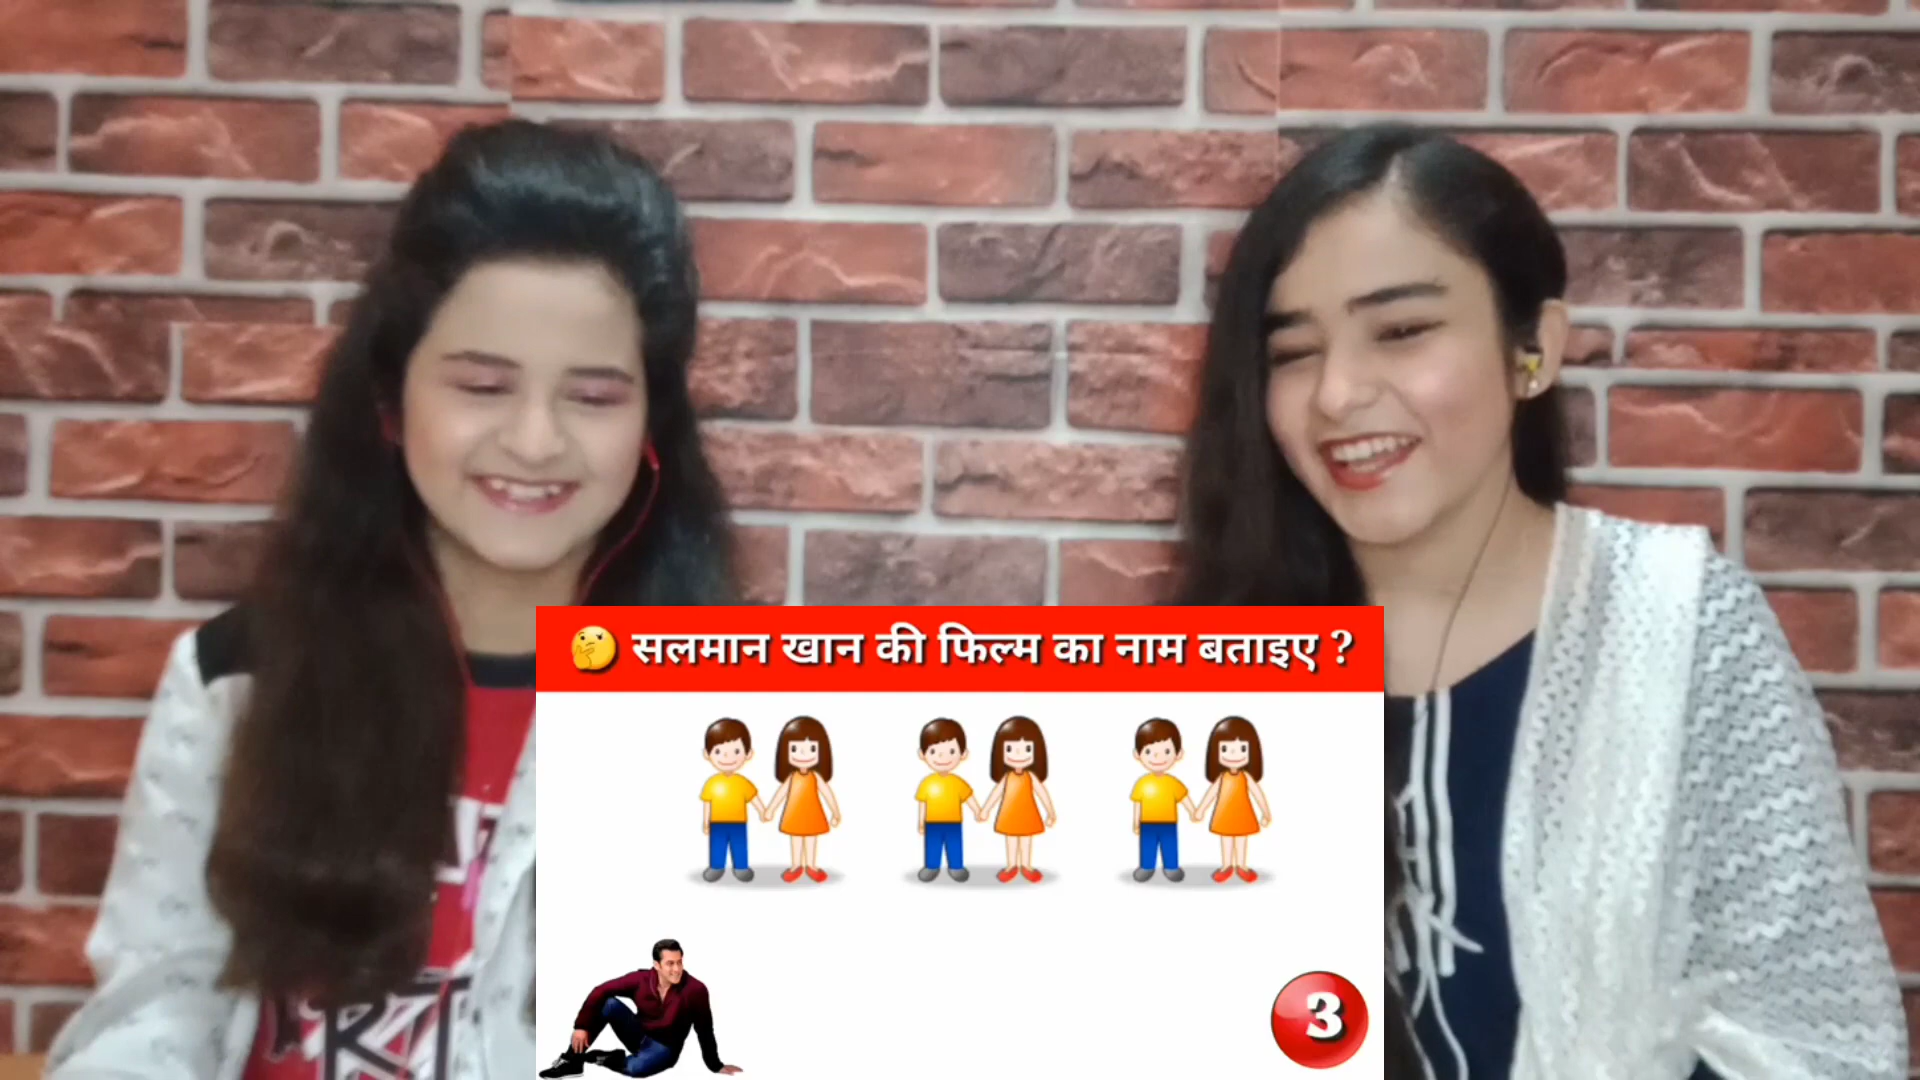 सलमान खान की फिल्म का नाम बताइए ?
3